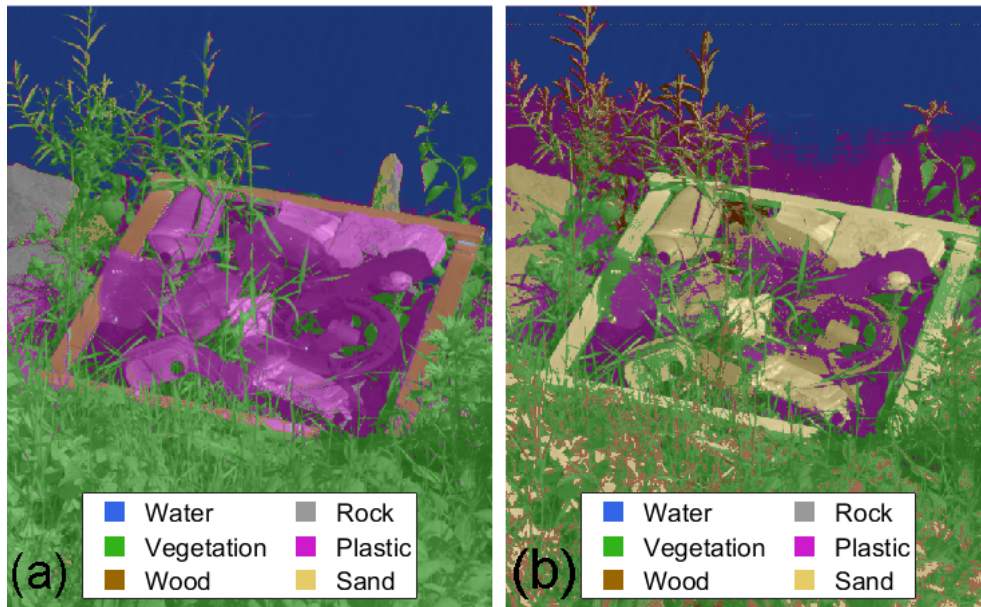 Water Rock
Vegetation Plastic
Wood Sand
(a)
Water Rock
Vegetation Plastic
Wood Sand
(b)